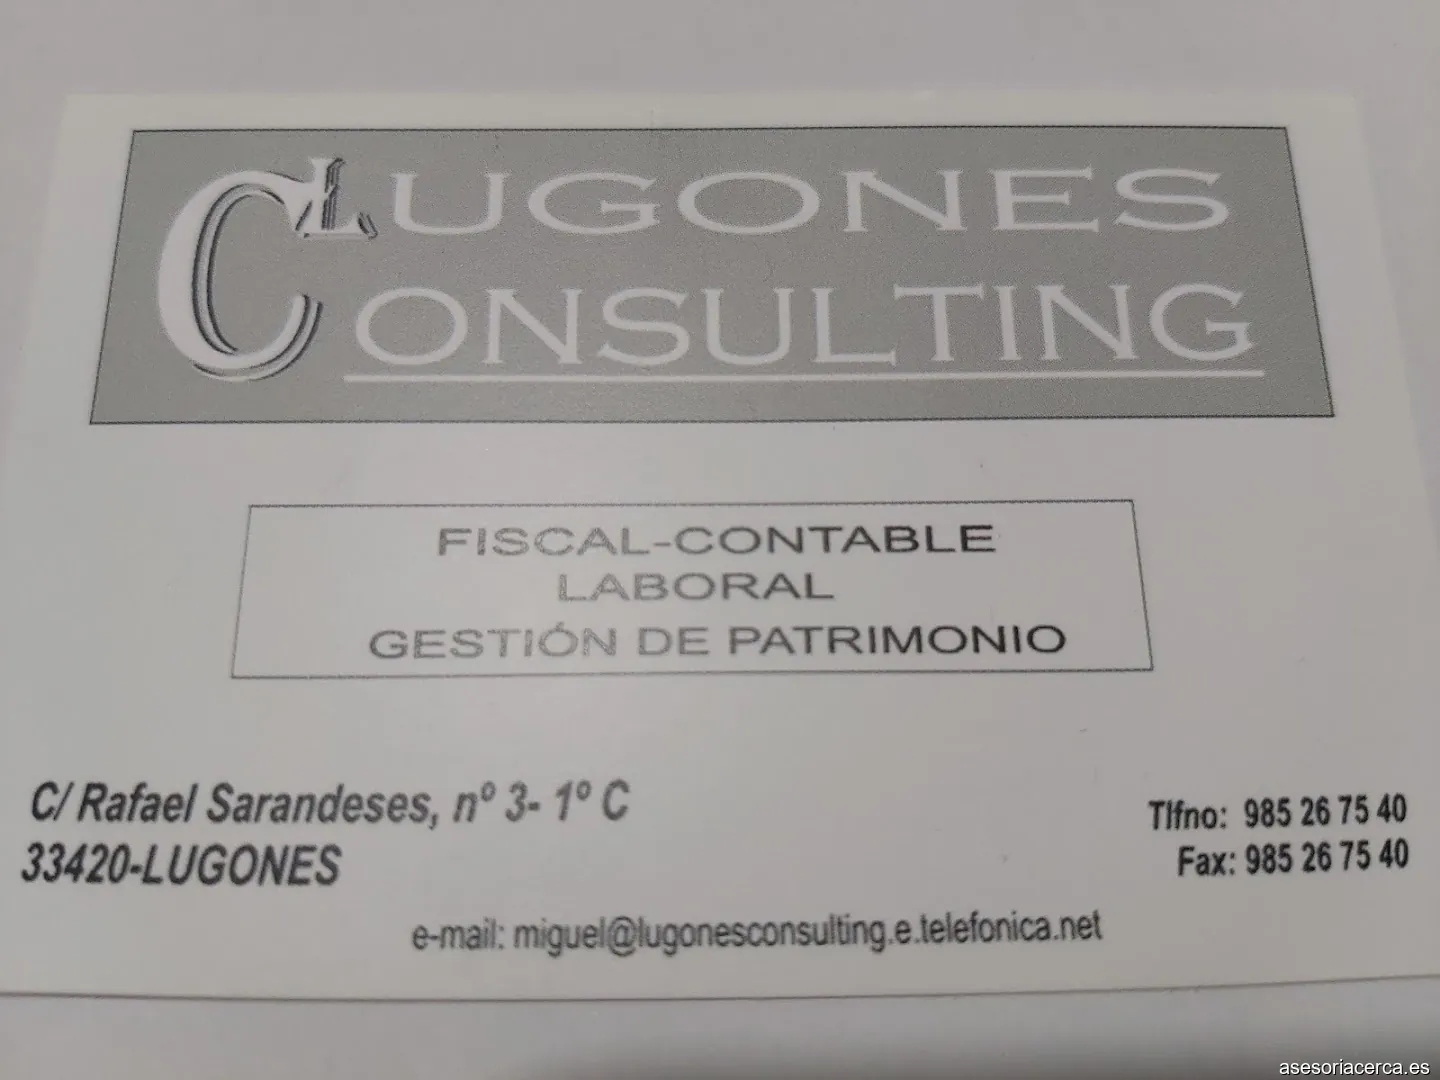 LUGONES
CONSULTING
FISCAL-CONTABLE
LABORAL
GESTIÓN DE PATRIMONIO
C/ Rafael Sarandeses, nº 3- 1º C
33420-LUGONES
Tlfno: 985 26 75 40
Fax: 985 26 75 40
e-mail: miguel@lugonesconsulting.e.telefonica.net
asesoriacerca.es